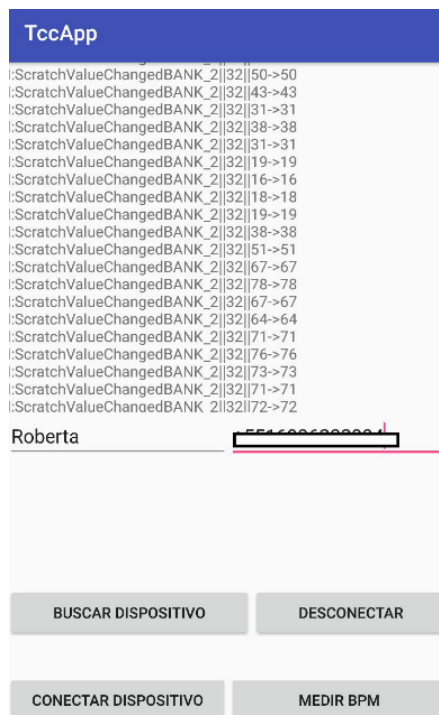 TccApp
I:ScratchValueChangedBANK_2||32||50->50
I:ScratchValueChangedBANK_2||32||43->43
I:ScratchValueChangedBANK_2||32||31->31
I:ScratchValueChangedBANK_2||32||38->38
I:ScratchValueChangedBANK_2||32||31->31
I:ScratchValueChangedBANK_2||32||19->19
I:ScratchValueChangedBANK_2||32||16->16
I:ScratchValueChangedBANK_2||32||18->18
I:ScratchValueChangedBANK_2||32||19->19
I:ScratchValueChangedBANK_2||32||38->38
I:ScratchValueChangedBANK_2||32||51->51
I:ScratchValueChangedBANK_2||32||67->67
I:ScratchValueChangedBANK_2||32||78->78
I:ScratchValueChangedBANK_2||32||67->67
I:ScratchValueChangedBANK_2||32||64->64
I:ScratchValueChangedBANK_2||32||71->71
I:ScratchValueChangedBANK_2||32||76->76
I:ScratchValueChangedBANK_2||32||73->73
I:ScratchValueChangedBANK_2||32||71->71
I:ScratchValueChangedBANK_2||32||72->72
Roberta
BUSCAR DISPOSITIVO DESCONECTAR
CONECTAR DISPOSITIVO MEDIR BPM